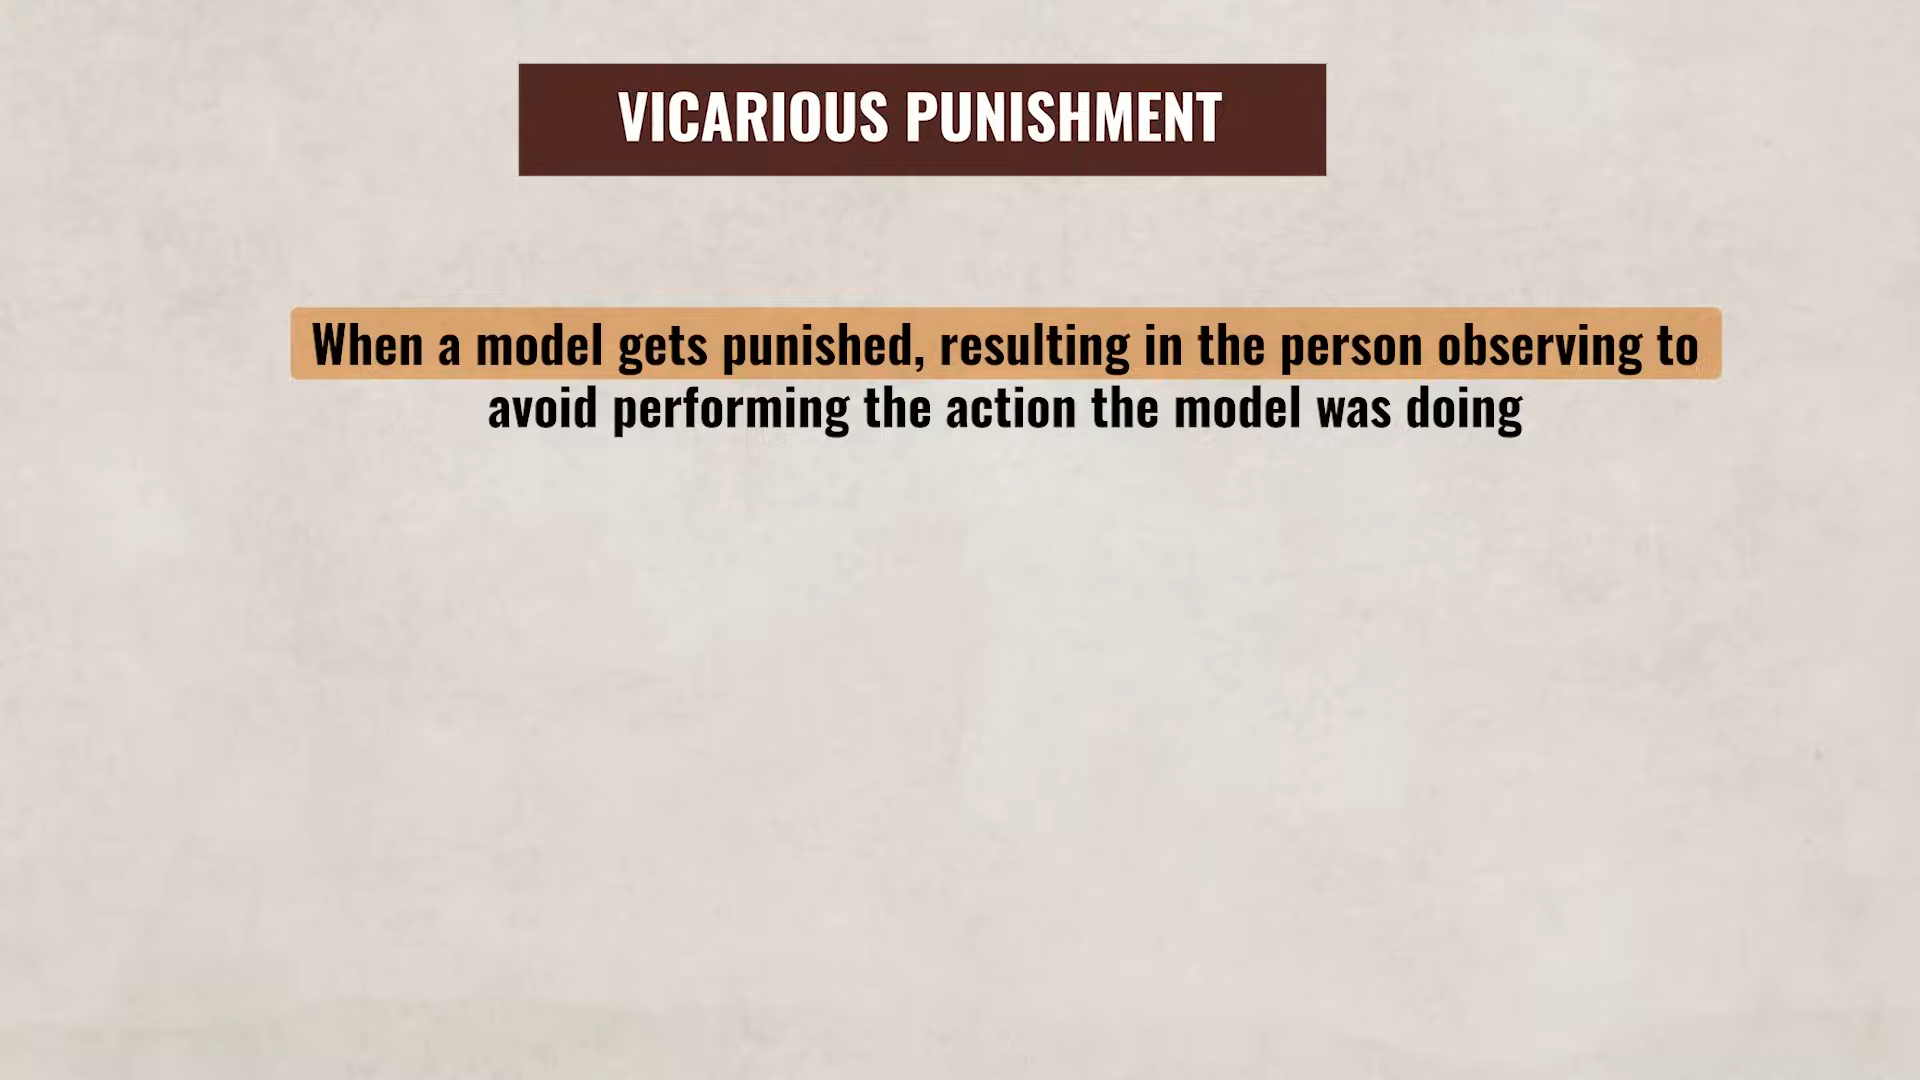 VICARIOUS PUNISHMENT
When a model gets punished, resulting in the person observing to
avoid performing the action the model was doing